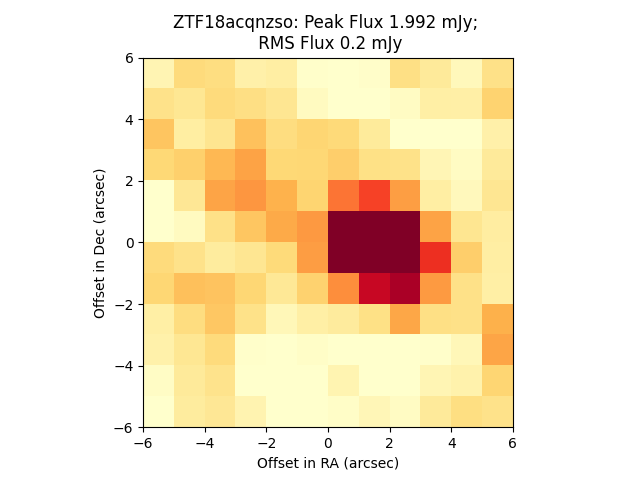 ZTF18acqnzso: Peak Flux 1.992 mJy;
RMS Flux 0.2 mJy
6
4
2
0
−2
−4
−6
Offset in Dec (arcsec)
−6 −4 −2 0 2 4 6
Offset in RA (arcsec)